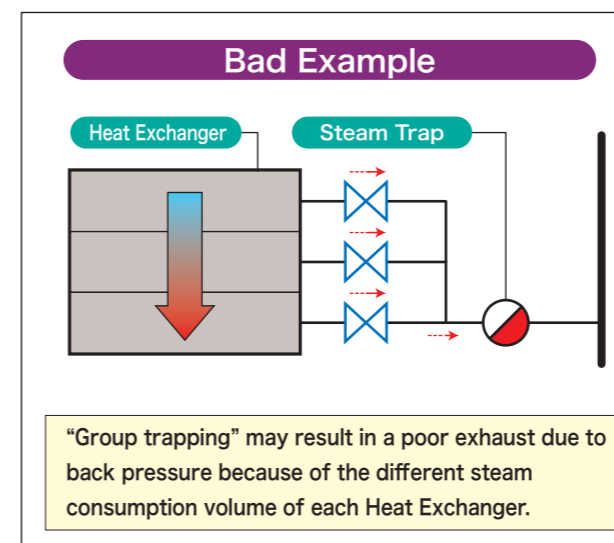 Bad Example
Heat Exchanger
Steam Trap
“Group trapping” may result in a poor exhaust due to
back pressure because of the different steam
consumption volume of each Heat Exchanger.